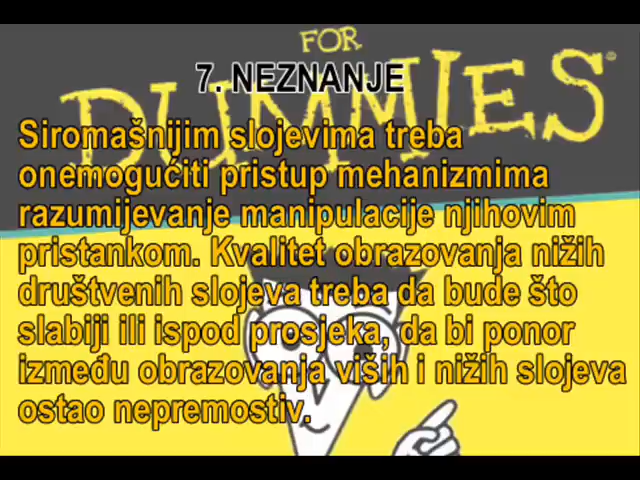 FOR
DUMMIES®
7. NEZNANJE
Siromašnijim slojevima treba
onemogućiti pristup mehanizmima
razumijevanje manipulacije njihovim
pristankom. Kvalitet obrazovanja nižih
društvenih slojeva treba da bude što
slabiji ili ispod prosjeka, da bi ponor
između obrazovanja viših i nižih slojeva
ostao nepremostiv.